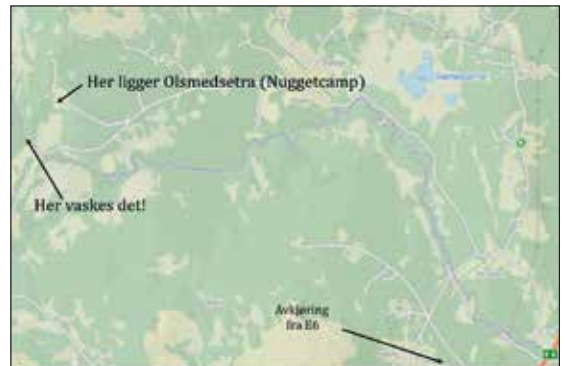 Her ligger Olsmedsetra (Nuggetcamp)
Her vaskes det!
Avkjøring
fra E6